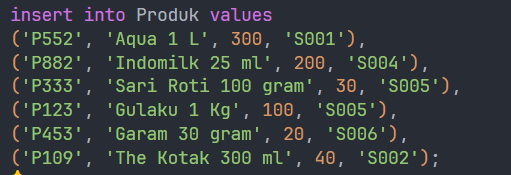 insert into Produk values
('P552', 'Aqua 1 L', 300, 'S001'),
('P882', 'Indomilk 25 ml', 200, 'S004'),
('P333', 'Sari Roti 100 gram', 30, 'S005'),
('P123', 'Gulaku 1 Kg', 100, 'S005'),
('P453', 'Garam 30 gram', 20, 'S006'),
('P109', 'The Kotak 300 ml', 40, 'S002');